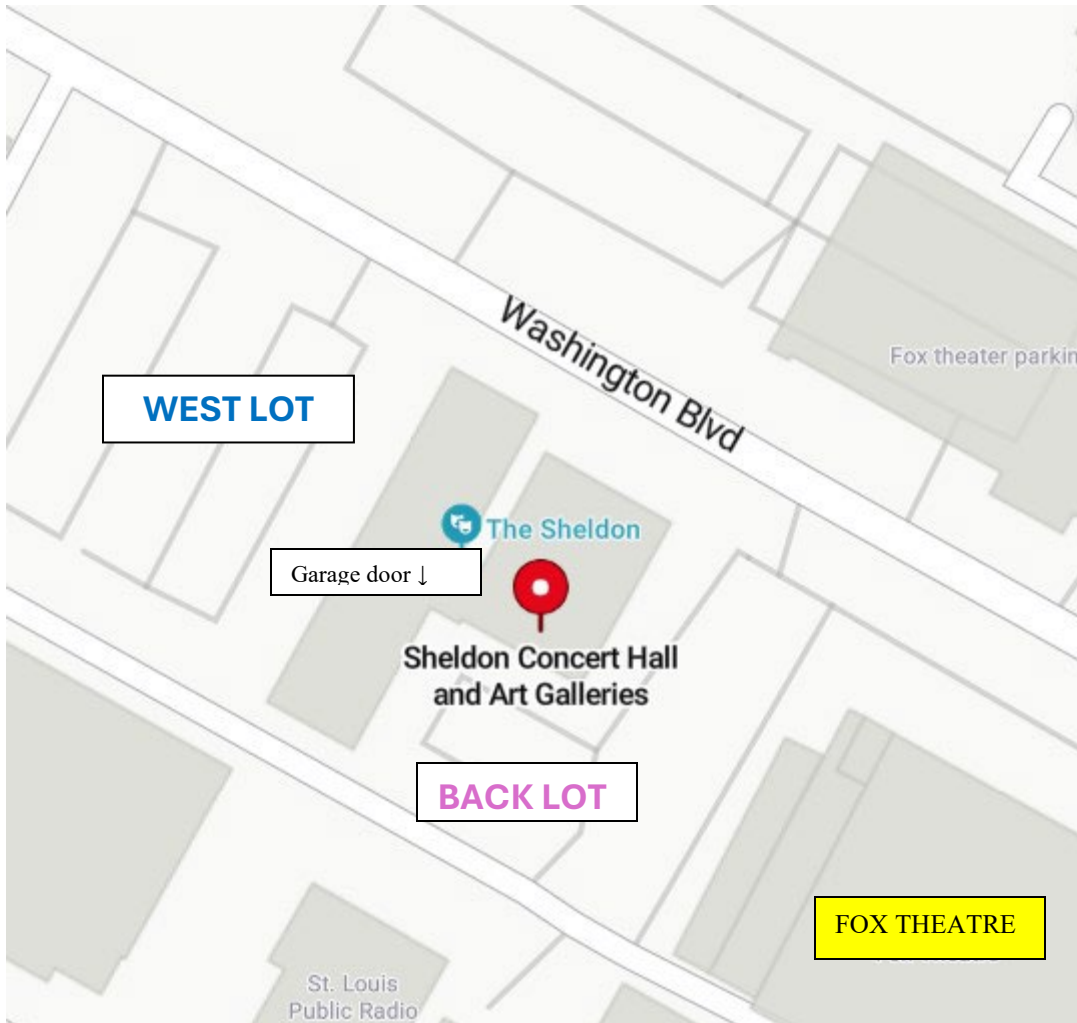 Washington Blvd
Fox theater parkin
WEST LOT
The Sheldon
Garage door ↓
Sheldon Concert Hall
and Art Galleries
BACK LOT
FOX THEATRE
St. Louis
Public Radio